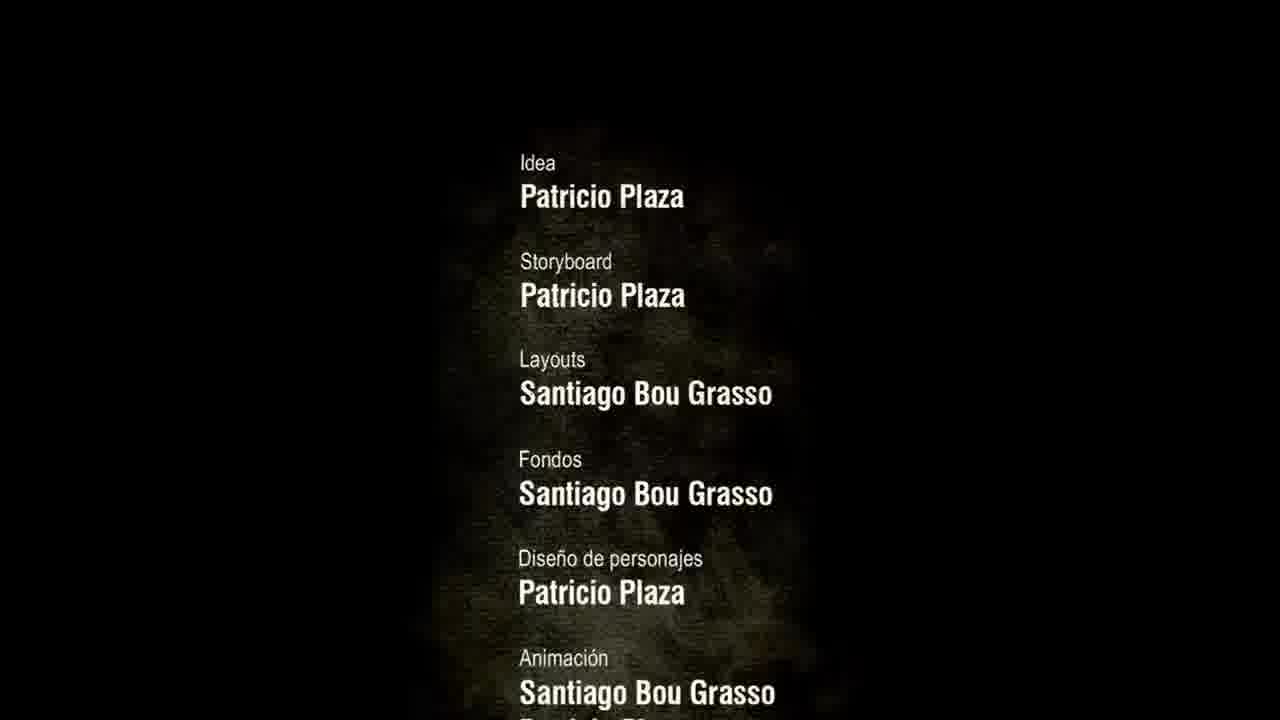 Idea
Patricio Plaza
Storyboard
Patricio Plaza
Layouts
Santiago Bou Grasso
Fondos
Santiago Bou Grasso
Diseño de personajes
Patricio Plaza
Animación
Santiago Bou Grasso